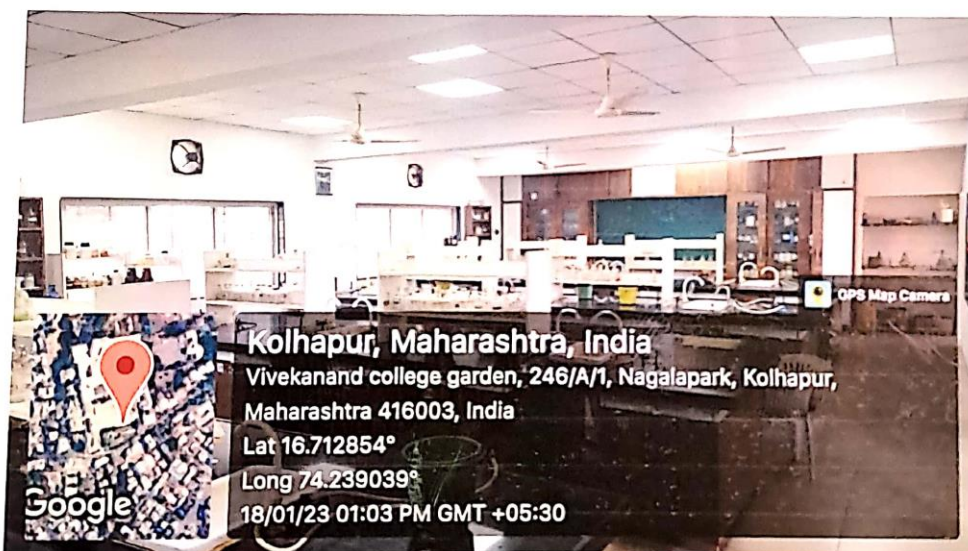 GPS Map Camera
Kolhapur, Maharashtra, India
Vivekanand college garden, 246/A/1, Nagalapark, Kolhapur,
Maharashtra 416003, India
Lat 16.712854°
Long 74.239039°
18/01/23 01:03 PM GMT +05:30
Google